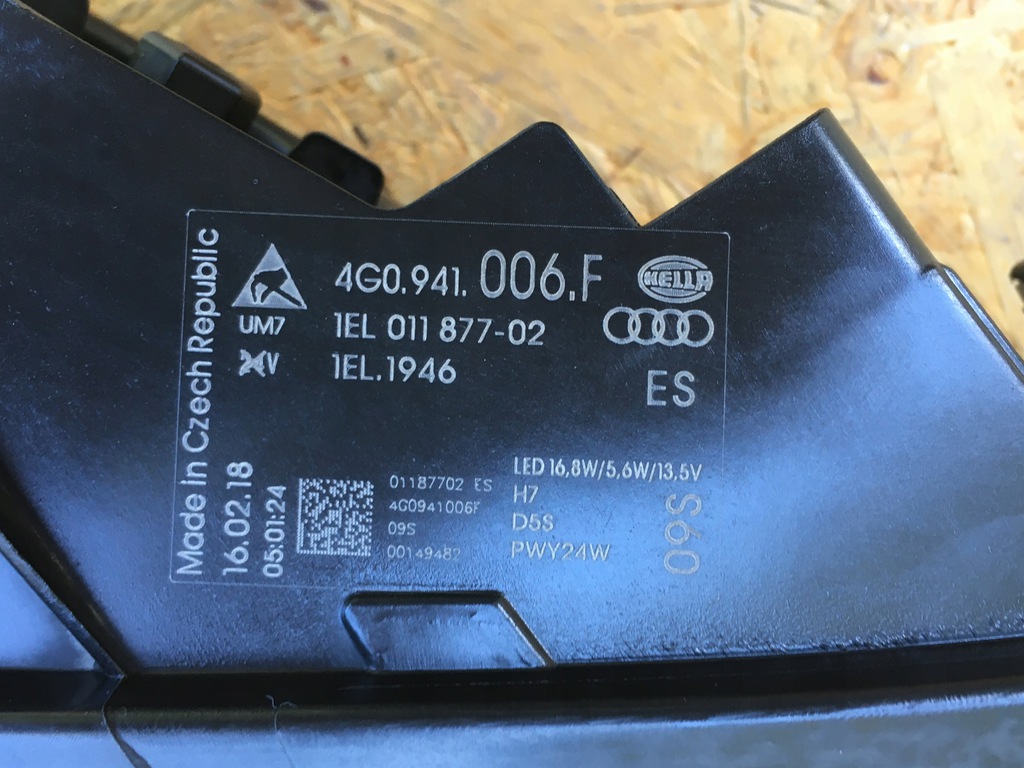 Made in Czech Republic
16.02.18
05:01:24
UM7
4G0.941.006.F
HELLA
1EL 011 877-02
1EL.1946
ES
01187702 ES
4G0941006F
09S
00149482
LED 16,8W/5,6W/13,5V
H7
D5S
PWY24W
09S